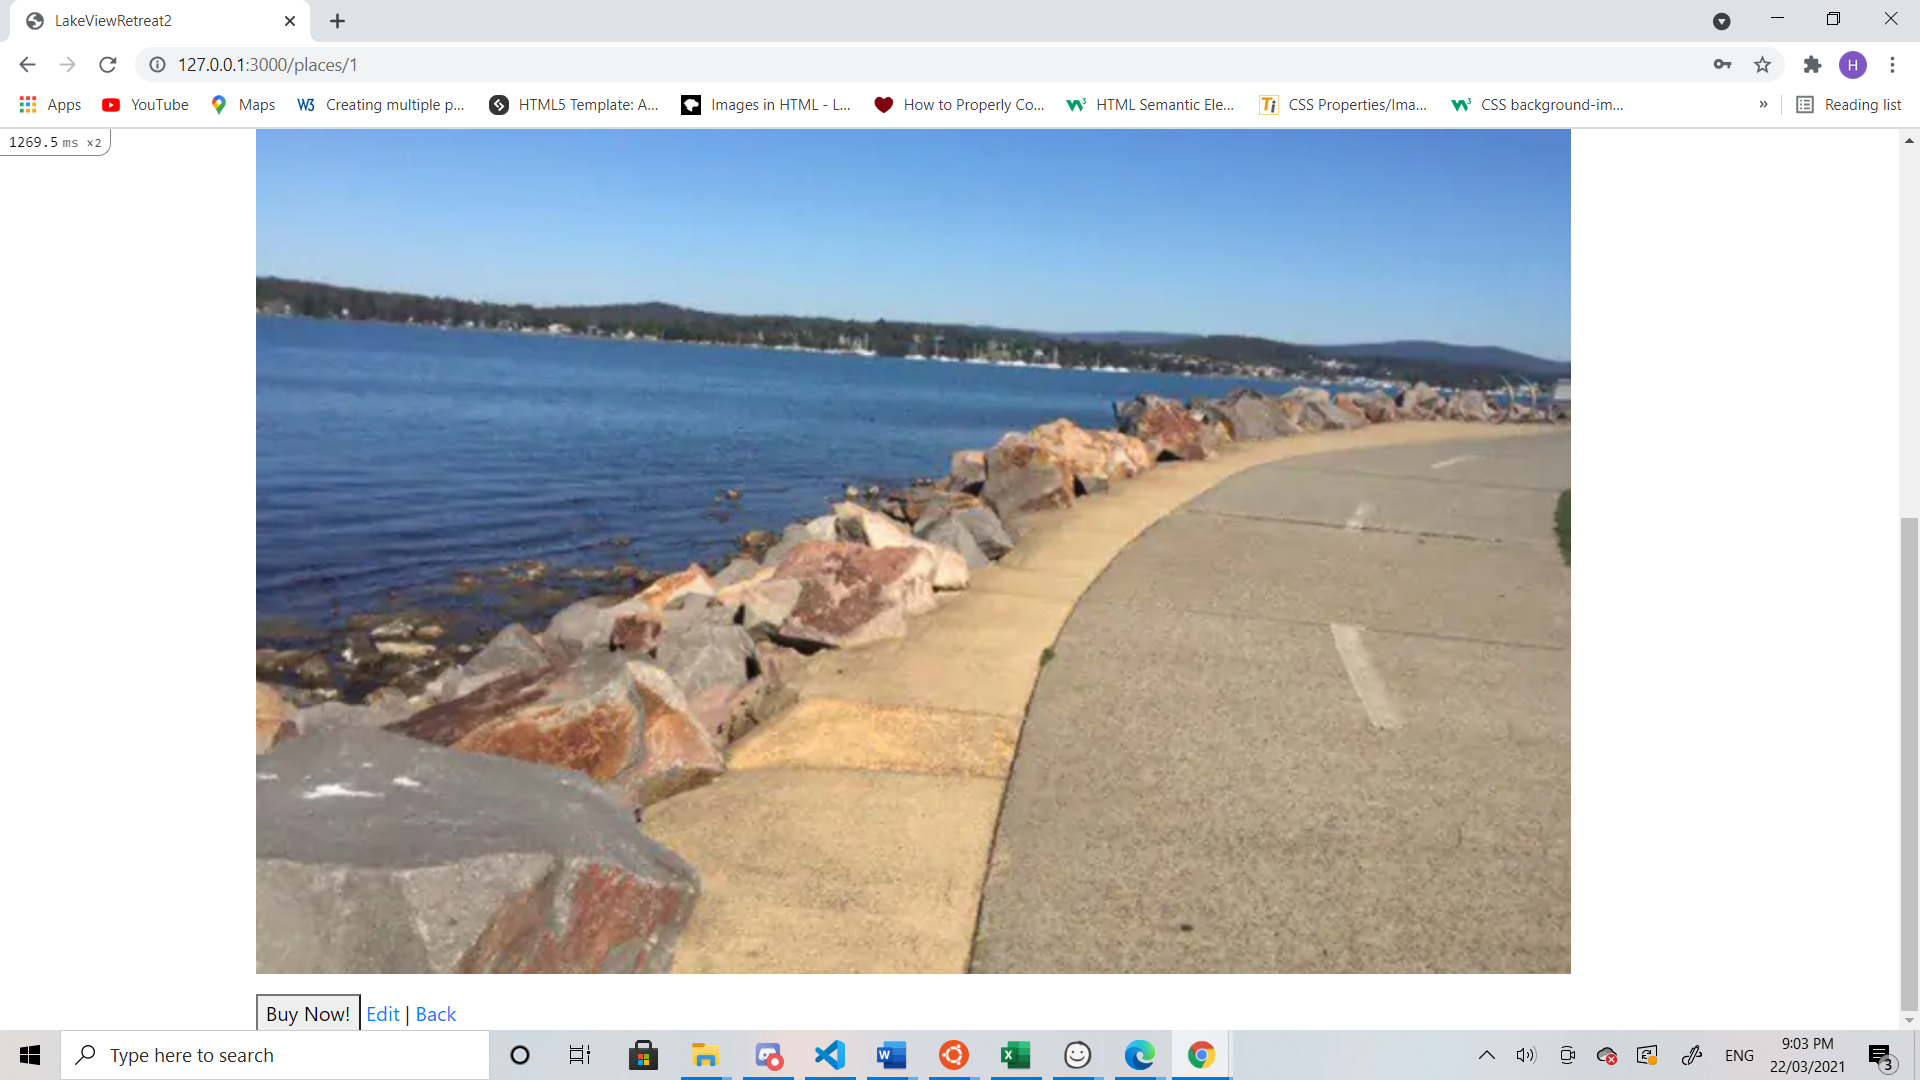 LakeViewRetreat2
127.0.0.1:3000/places/1
Apps YouTube Maps Creating multiple p... HTML5 Template: A... Images in HTML - L... How to Properly Co... HTML Semantic Ele... CSS Properties/Ima... CSS background-im... » Reading list
1269.5 ms ×2
Buy Now! Edit | Back
Type here to search
ENG
9:03 PM
22/03/2021
3